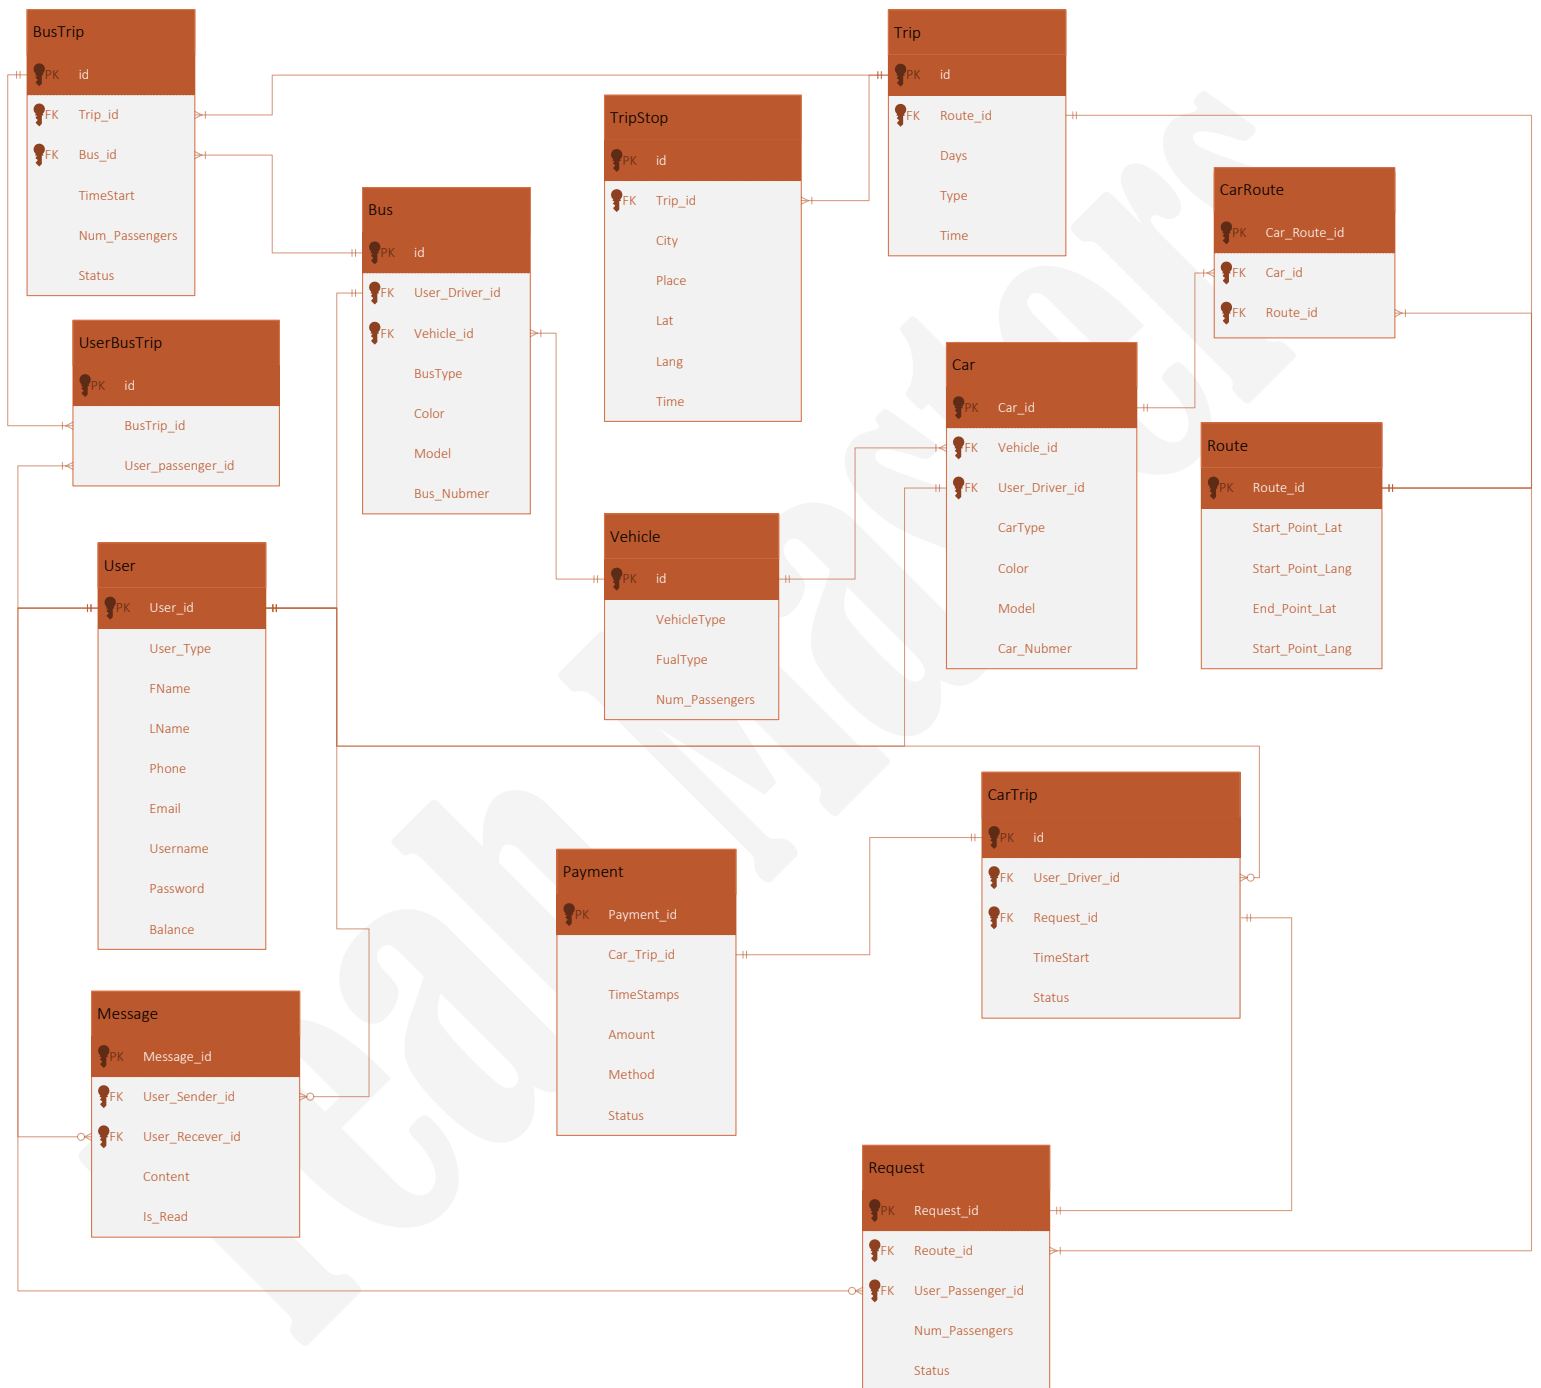 BusTrip
PK id
FK Trip_id
FK Bus_id
TimeStart
Num_Passengers
Status
Trip
PK id
FK Route_id
Days
Type
Time
TripStop
PK id
FK Trip_id
City
Place
Lat
Lang
Time
CarRoute
PK Car_Route_id
FK Car_id
FK Route_id
Bus
PK id
FK User_Driver_id
FK Vehicle_id
BusType
Color
Model
Bus_Nubmer
UserBusTrip
PK id
BusTrip_id
User_passenger_id
Car
PK Car_id
FK Vehicle_id
FK User_Driver_id
CarType
Color
Model
Car_Nubmer
Route
PK Route_id
Start_Point_Lat
Start_Point_Lang
End_Point_Lat
Start_Point_Lang
Vehicle
PK id
VehicleType
FualType
Num_Passengers
User
PK User_id
User_Type
FName
LName
Phone
Email
Username
Password
Balance
CarTrip
PK id
FK User_Driver_id
FK Request_id
TimeStart
Status
Payment
PK Payment_id
Car_Trip_id
TimeStamps
Amount
Method
Status
Message
PK Message_id
FK User_Sender_id
FK User_Recever_id
Content
Is_Read
Request
PK Request_id
FK Reoute_id
FK User_Passenger_id
Num_Passengers
Status
Yeah Masters